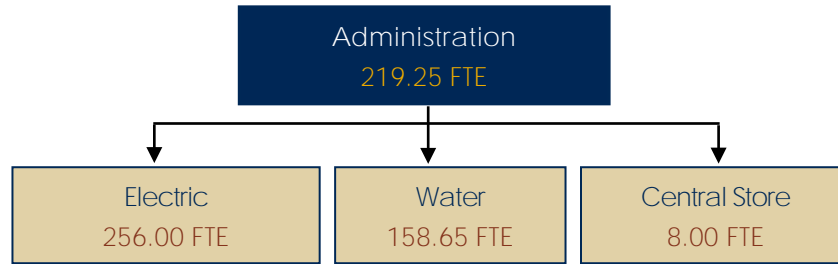 Administration
219.25 FTE
Electric
256.00 FTE
Water
158.65 FTE
Central Store
8.00 FTE